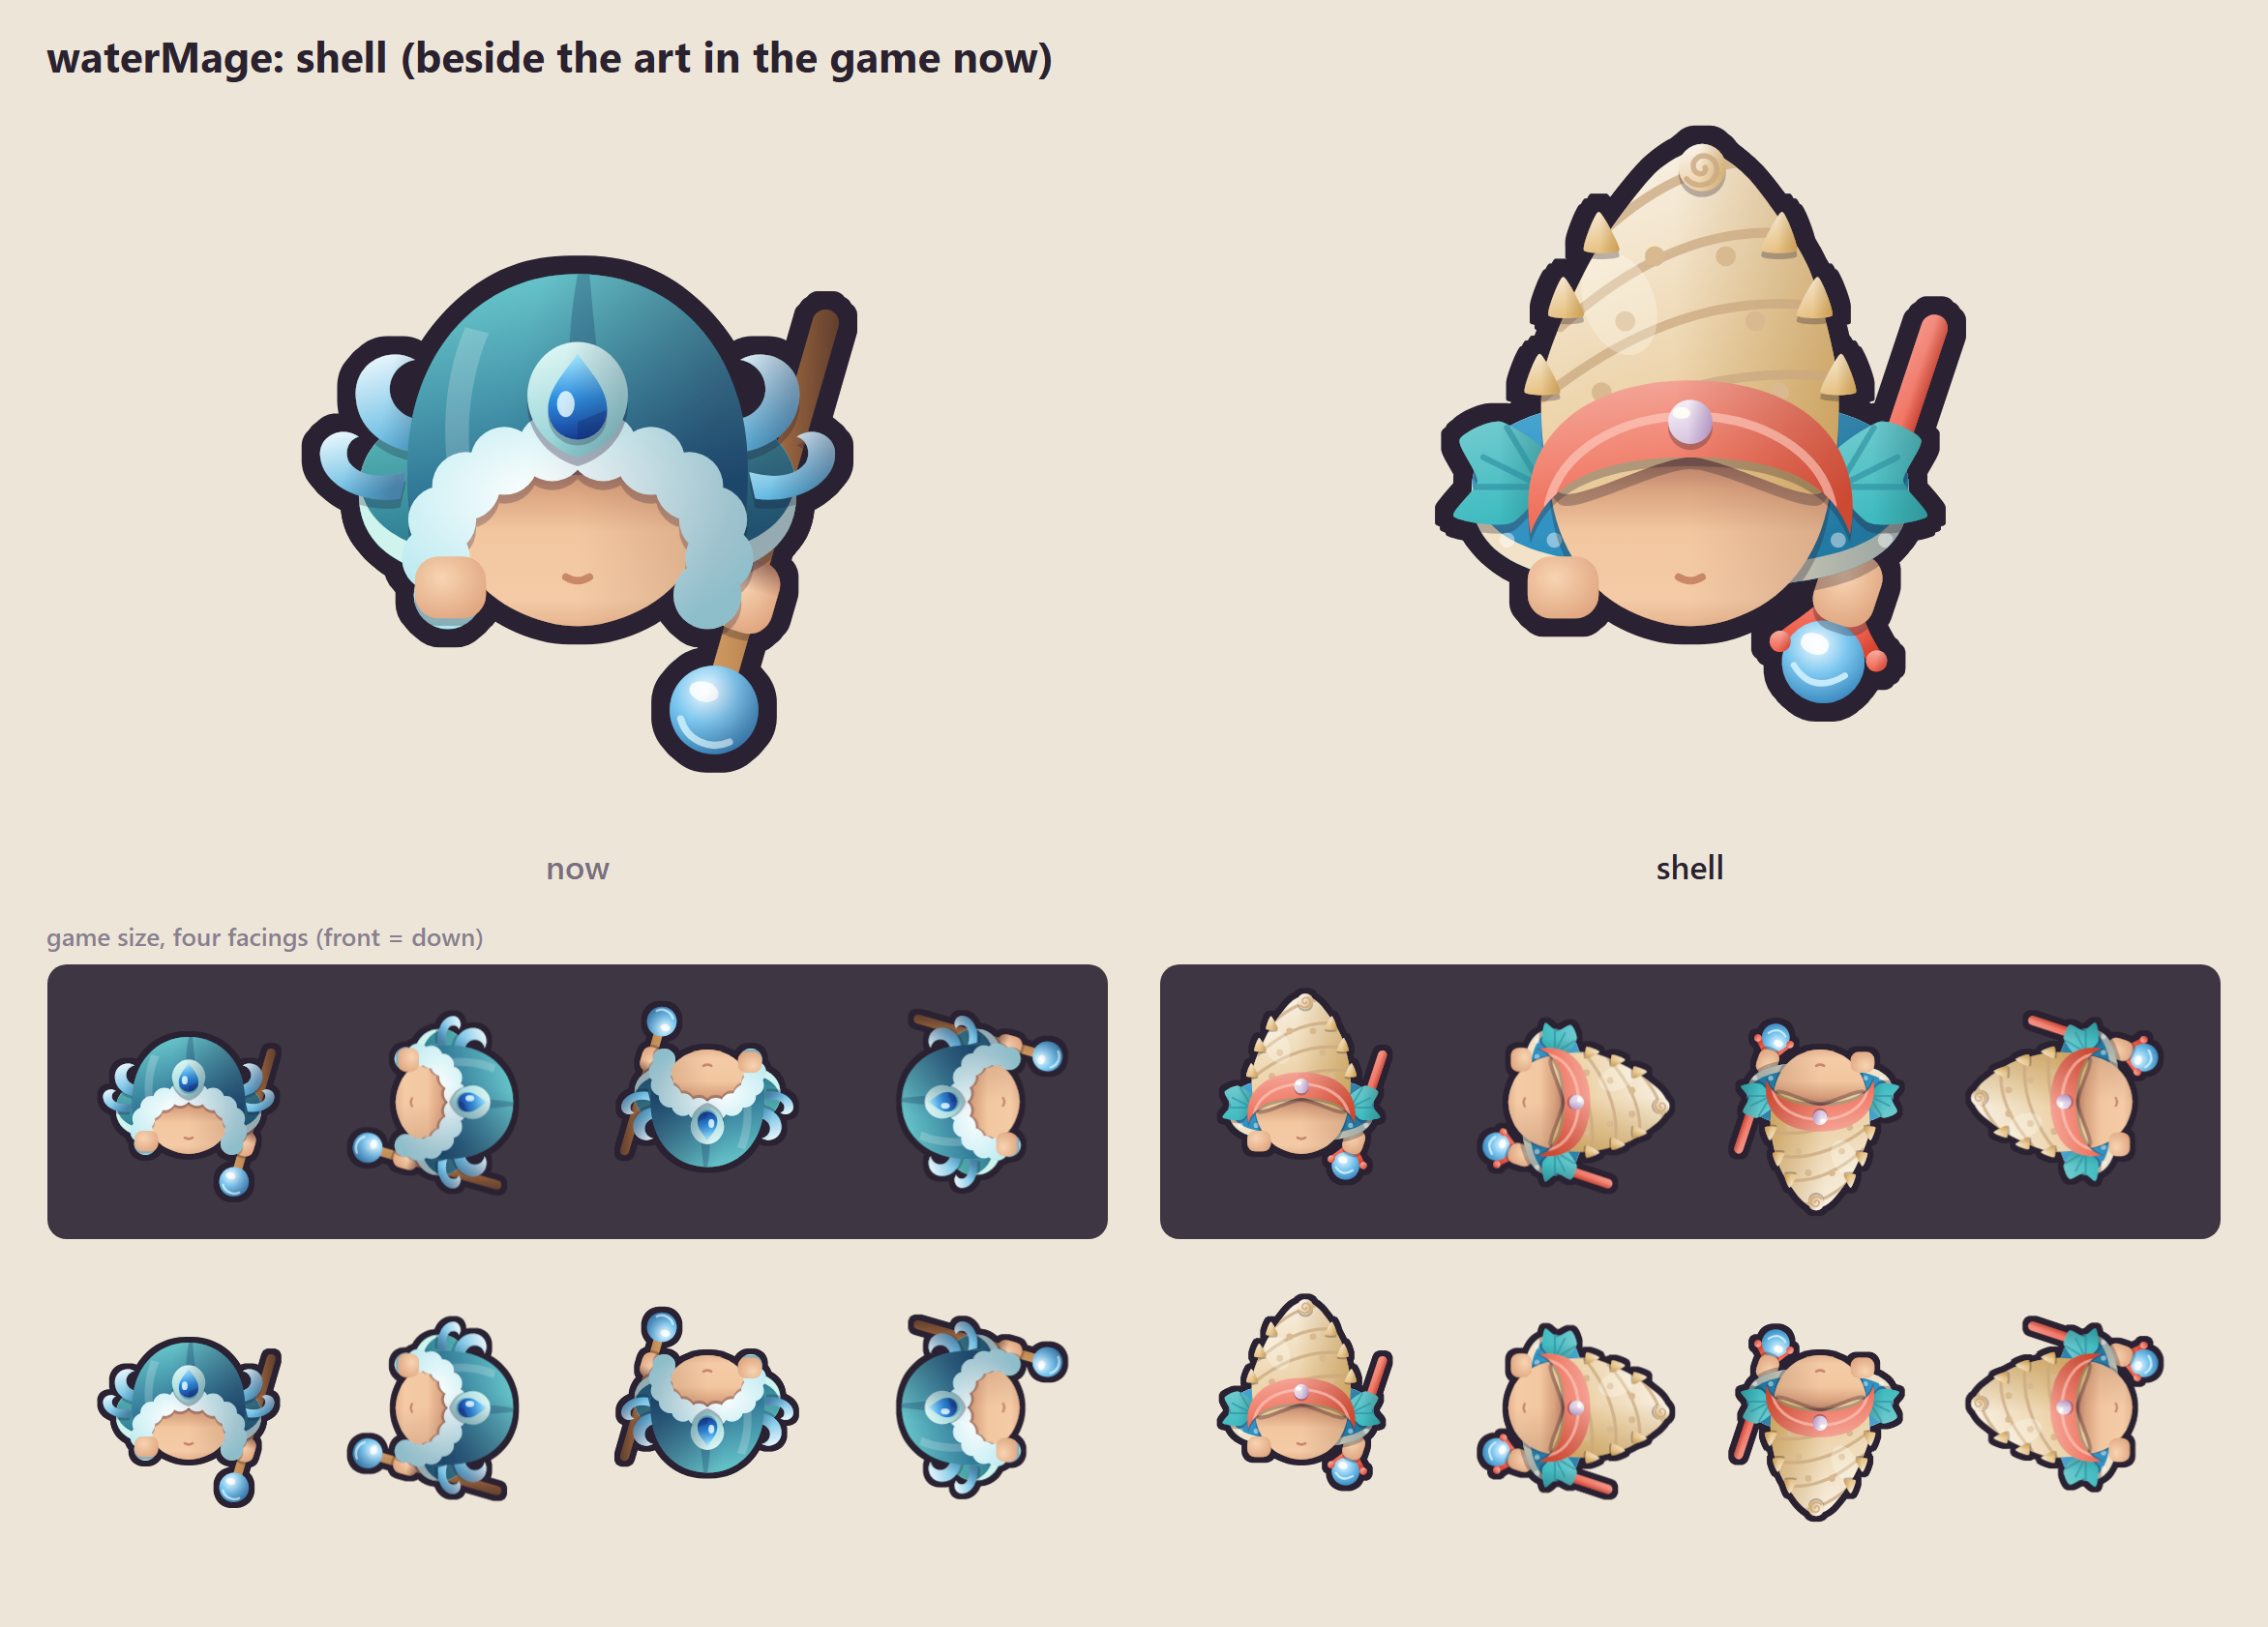 waterMage: shell (beside the art in the game now)
now
shell
game size, four facings (front = down)